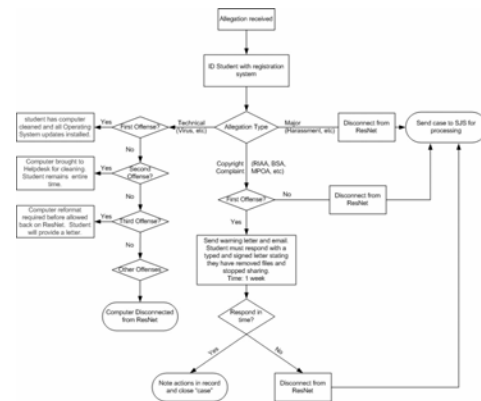 Allegation received
ID Student with registration
system
student has computer
cleaned and all Operating
System updates installed.
Yes
First Offense?
Technical
(Virus, etc)
Allegation Type
Major
(Harassment, etc)
Disconnect from
ResNet
Send case to SJS for
processing
No
Computer brought to
Helpdesk for cleaning.
Student remains entire
time.
Yes
Second
Offense?
Copyright
Complaint
(RIAA, BSA,
MPOA, etc)
First Offense?
No
Disconnect from
ResNet
No
Computer reformat
required before allowed
back on ResNet. Student
will provide a letter.
Yes
Third Offense?
Yes
Send warning letter and email.
Student must respond with a
typed and signed letter stating
they have removed files and
stopped sharing.
Time: 1 week
No
Other Offenses
Computer Disconnected
from ResNet
Respond in
time?
Yes
No
Note actions in record
and close "case"
Disconnect from
ResNet